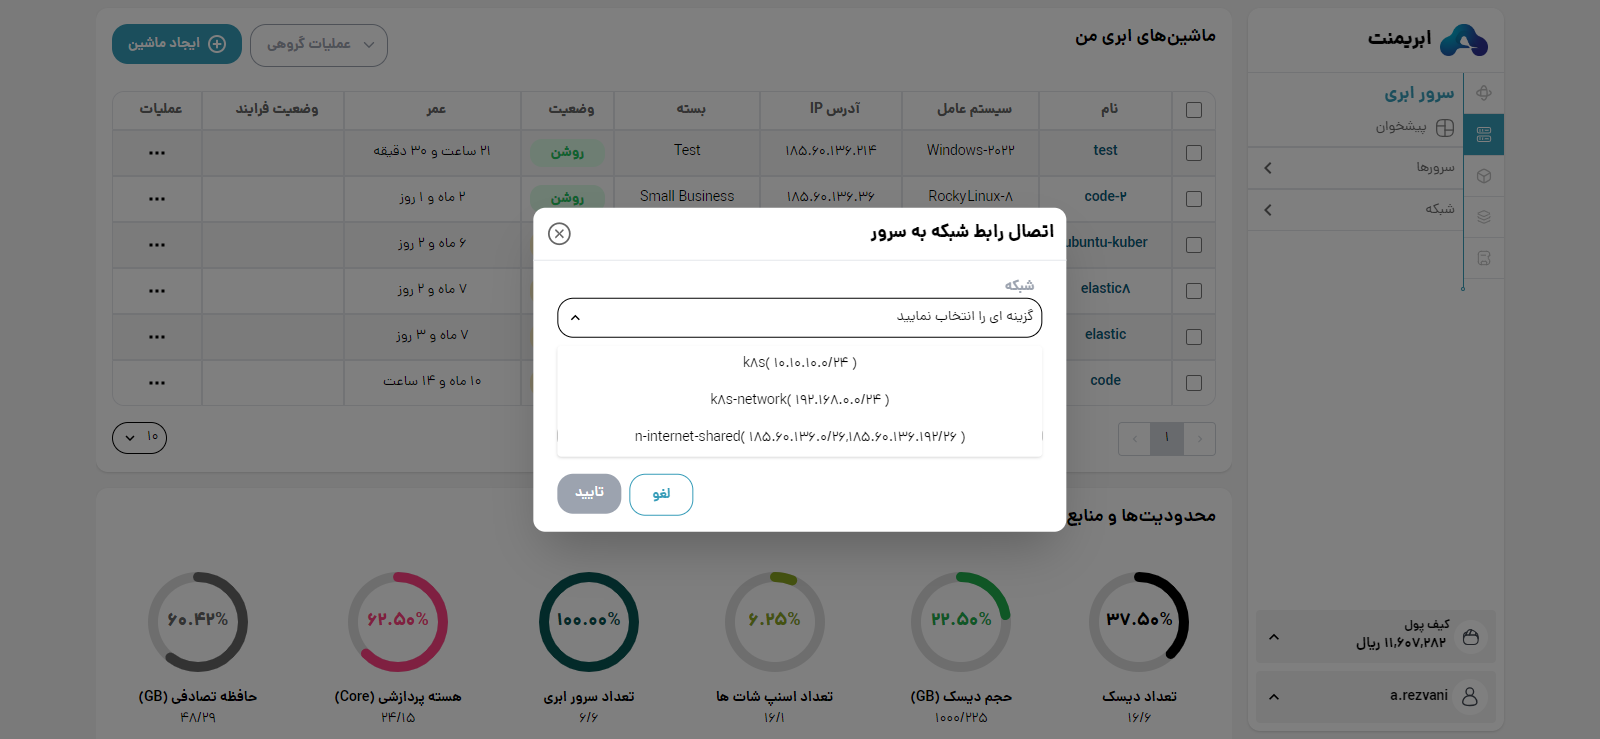 ابریمنت
سرور ابری
پیشخوان
سرورها
شبکه
کیف پول
۱۱,۶۰۷,۲۸۲ ریال
a.rezvani
ماشین‌های ابری من
عملیات گروهی
ایجاد ماشین
نام سیستم عامل آدرس IP بسته وضعیت عمر وضعیت فرایند عملیات
test Windows-۲۰۲۲ ۱۸۵.۶۰.۱۳۶.۲۱۴ Test روشن ۲۱ ساعت و ۳۰ دقیقه
code-۲ RockyLinux-۸ ۱۸۵.۶۰.۱۳۶.۳۶ Small Business روشن ۲ ماه و ۱ روز
ubuntu-kuber ۶ ماه و ۲ روز
elastic۸ ۷ ماه و ۲ روز
elastic ۷ ماه و ۳ روز
code ۱۰ ماه و ۱۴ ساعت
۱
۱۰
اتصال رابط شبکه به سرور
شبکه
گزینه ای را انتخاب نمایید
k۸s( ۱۰.۱۰.۱۰.۰/۲۴ )
k۸s-network( ۱۹۲.۱۶۸.۰.۰/۲۴ )
n-internet-shared( ۱۸۵.۶۰.۱۳۶.۰/۲۶,۱۸۵.۶۰.۱۳۶.۱۹۲/۲۶ )
لغو
تایید
محدودیت‌ها و منابع
۳۷.۵۰% ۲۲.۵۰% ۶.۲۵% ۱۰۰.۰۰% ۶۲.۵۰% ۶۰.۴۲%
تعداد دیسک حجم دیسک (GB) تعداد اسنپ شات ها تعداد سرور ابری هسته پردازشی (Core) حافظه تصادفی (GB)
۱۶/۶ ۱۰۰۰/۲۲۵ ۱۶/۱ ۶/۶ ۲۴/۱۵ ۴۸/۲۹